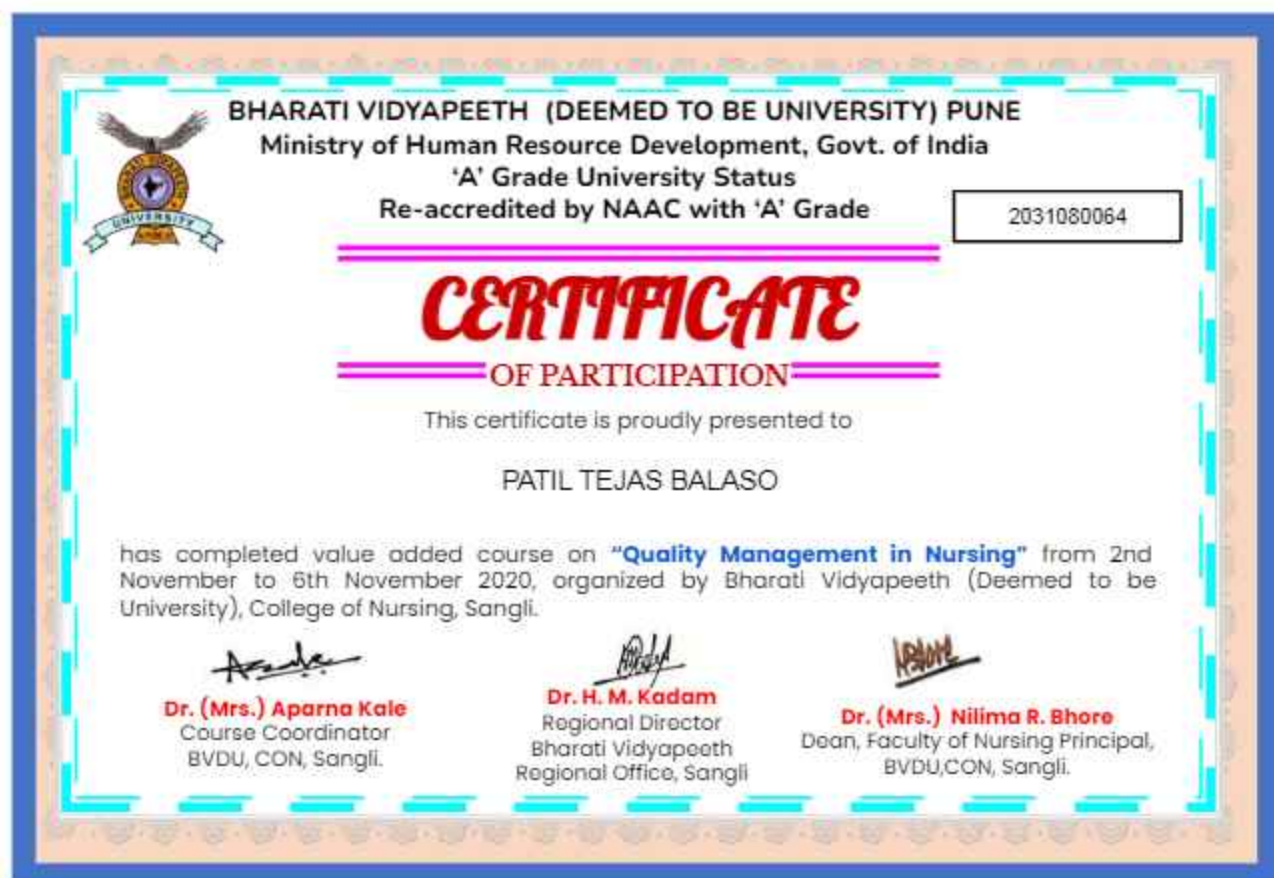 BHARATI VIDYAPEETH (DEEMED TO BE UNIVERSITY) PUNE
Ministry of Human Resource Development, Govt. of India
‘A’ Grade University Status
Re-accredited by NAAC with ‘A’ Grade
2031080064
BHARATI VIDYAPEETH
UNIVERSITY
CERTIFICATE
OF PARTICIPATION
This certificate is proudly presented to
PATIL TEJAS BALASO
has completed value added course on “Quality Management in Nursing” from 2nd
November to 6th November 2020, organized by Bharati Vidyapeeth (Deemed to be
University), College of Nursing, Sangli.
Dr. (Mrs.) Aparna Kale
Course Coordinator
BVDU, CON, Sangli.
Dr. H. M. Kadam
Regional Director
Bharati Vidyapeeth
Regional Office, Sangli
Dr. (Mrs.) Nilima R. Bhore
Dean, Faculty of Nursing Principal,
BVDU,CON, Sangli.